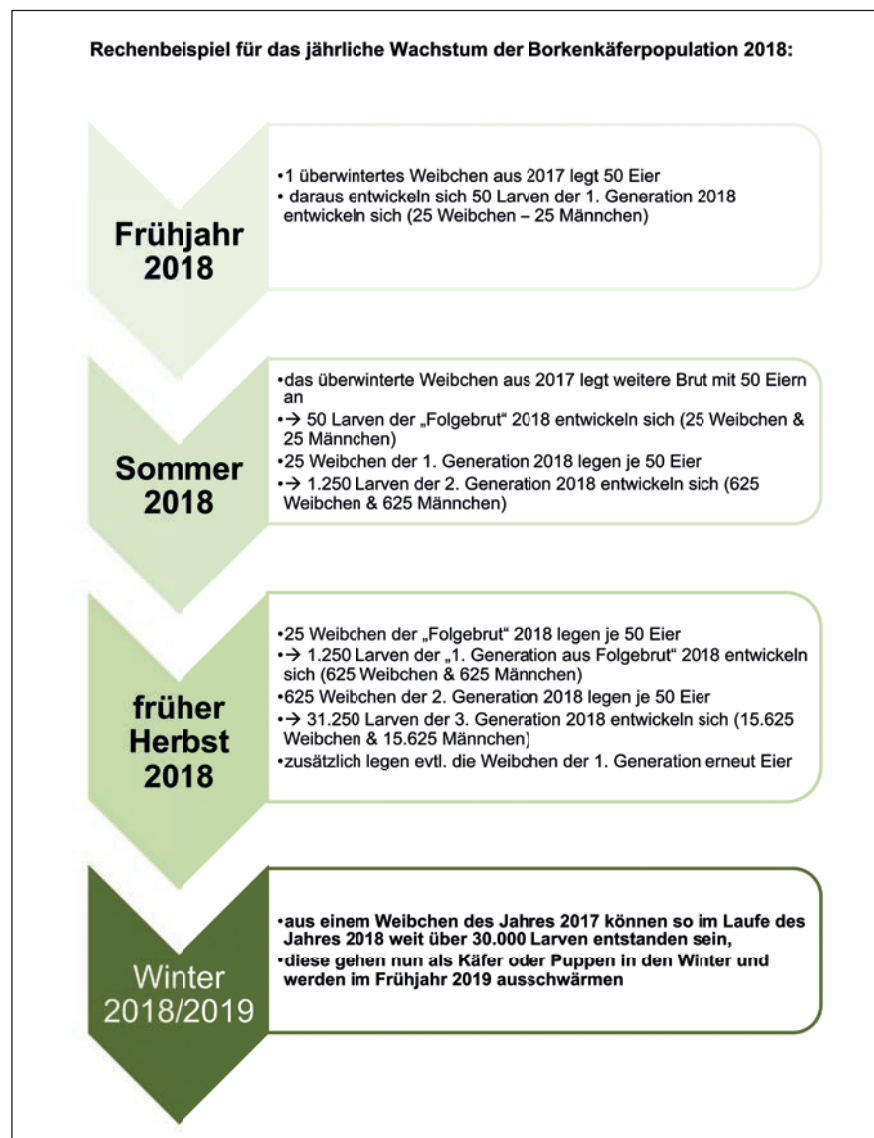 Rechenbeispiel für das jährliche Wachstum der Borkenkäferpopulation 2018:
Frühjahr
2018
•1 überwintertes Weibchen aus 2017 legt 50 Eier
• daraus entwickeln sich 50 Larven der 1. Generation 2018
entwickeln sich (25 Weibchen – 25 Männchen)
Sommer
2018
•das überwinterte Weibchen aus 2017 legt weitere Brut mit 50 Eiern
an
•→ 50 Larven der „Folgebrut“ 2018 entwickeln sich (25 Weibchen &
25 Männchen)
•25 Weibchen der 1. Generation 2018 legen je 50 Eier
•→ 1.250 Larven der 2. Generation 2018 entwickeln sich (625
Weibchen & 625 Männchen)
früher
Herbst
2018
•25 Weibchen der „Folgebrut“ 2018 legen je 50 Eier
•→ 1.250 Larven der „1. Generation aus Folgebrut“ 2018 entwickeln
sich (625 Weibchen & 625 Männchen)
•625 Weibchen der 2. Generation 2018 legen je 50 Eier
•→ 31.250 Larven der 3. Generation 2018 entwickeln sich (15.625
Weibchen & 15.625 Männchen)
•zusätzlich legen evtl. die Weibchen der 1. Generation erneut Eier
Winter
2018/2019
•aus einem Weibchen des Jahres 2017 können so im Laufe des
Jahres 2018 weit über 30.000 Larven entstanden sein,
•diese gehen nun als Käfer oder Puppen in den Winter und
werden im Frühjahr 2019 ausschwärmen